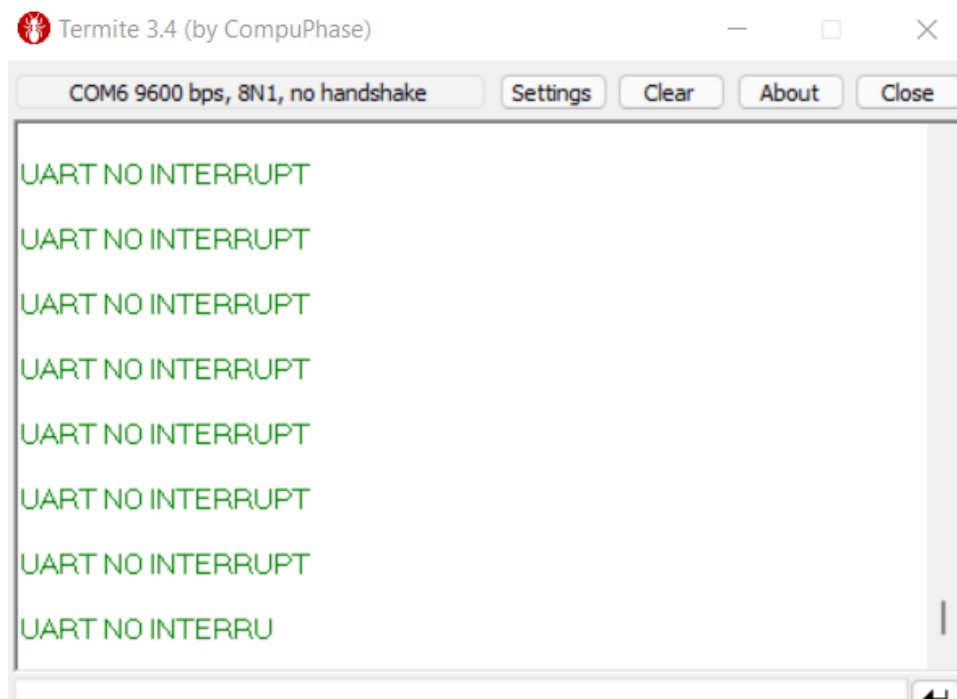 Termite 3.4 (by CompuPhase)
COM6 9600 bps, 8N1, no handshake Settings Clear About Close
UART NO INTERRUPT
UART NO INTERRUPT
UART NO INTERRUPT
UART NO INTERRUPT
UART NO INTERRUPT
UART NO INTERRUPT
UART NO INTERRUPT
UART NO INTERRU